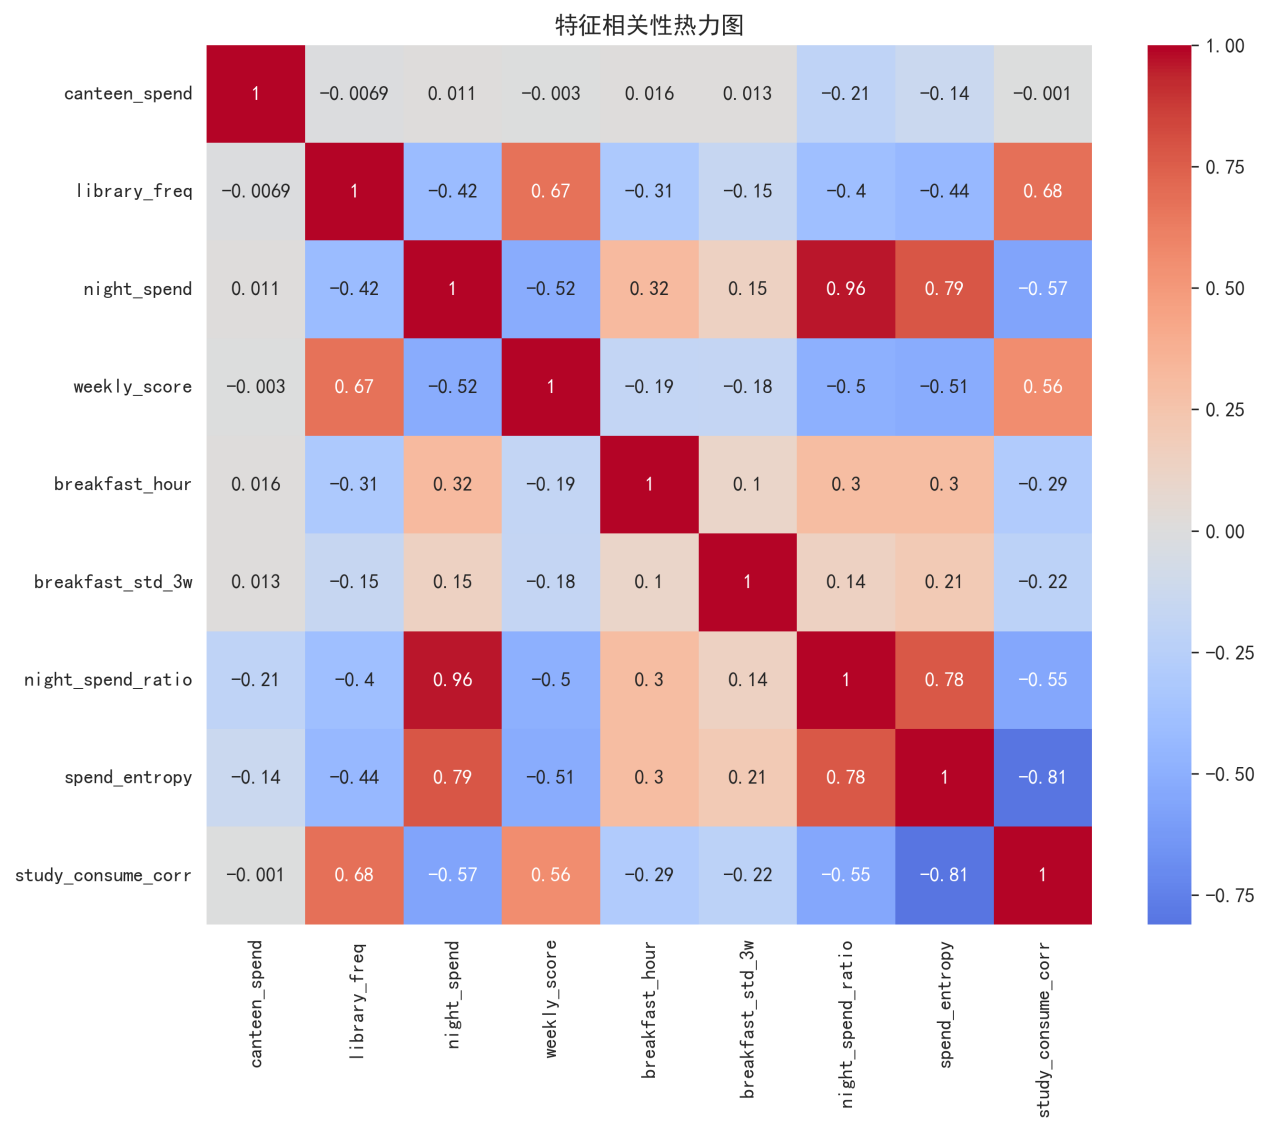 特征相关性热力图
canteen_spend 1 -0.0069 0.011 -0.003 0.016 0.013 -0.21 -0.14 -0.001
library_freq -0.0069 1 -0.42 0.67 -0.31 -0.15 -0.4 -0.44 0.68
night_spend 0.011 -0.42 1 -0.52 0.32 0.15 0.96 0.79 -0.57
weekly_score -0.003 0.67 -0.52 1 -0.19 -0.18 -0.5 -0.51 0.56
breakfast_hour 0.016 -0.31 0.32 -0.19 1 0.1 0.3 0.3 -0.29
breakfast_std_3w 0.013 -0.15 0.15 -0.18 0.1 1 0.14 0.21 -0.22
night_spend_ratio -0.21 -0.4 0.96 -0.5 0.3 0.14 1 0.78 -0.55
spend_entropy -0.14 -0.44 0.79 -0.51 0.3 0.21 0.78 1 -0.81
study_consume_corr -0.001 0.68 -0.57 0.56 -0.29 -0.22 -0.55 -0.81 1
canteen_spend
library_freq
night_spend
weekly_score
breakfast_hour
breakfast_std_3w
night_spend_ratio
spend_entropy
study_consume_corr
1.00
0.75
0.50
0.25
0.00
-0.25
-0.50
-0.75